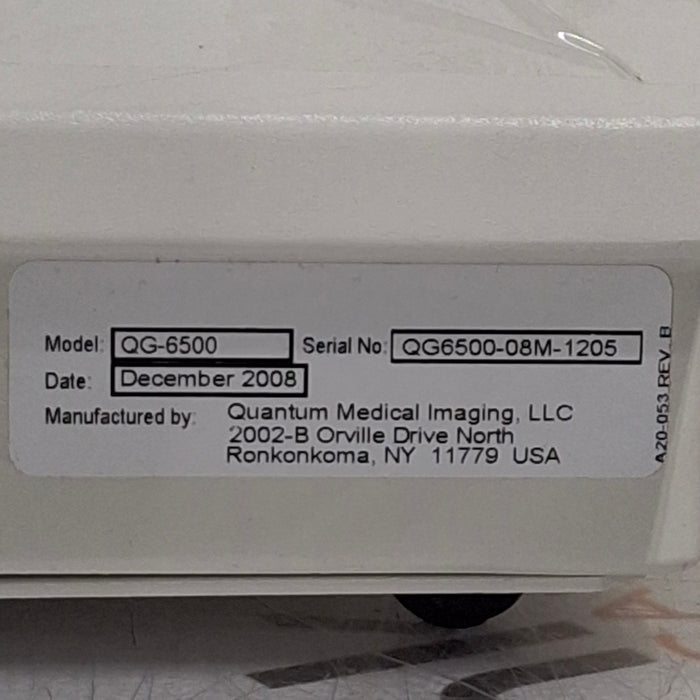 Model: QG-6500 Serial No: QG6500-08M-1205
Date: December 2008
Manufactured by: Quantum Medical Imaging, LLC
2002-B Orville Drive North
Ronkonkoma, NY 11779 USA
A20-053 REV B